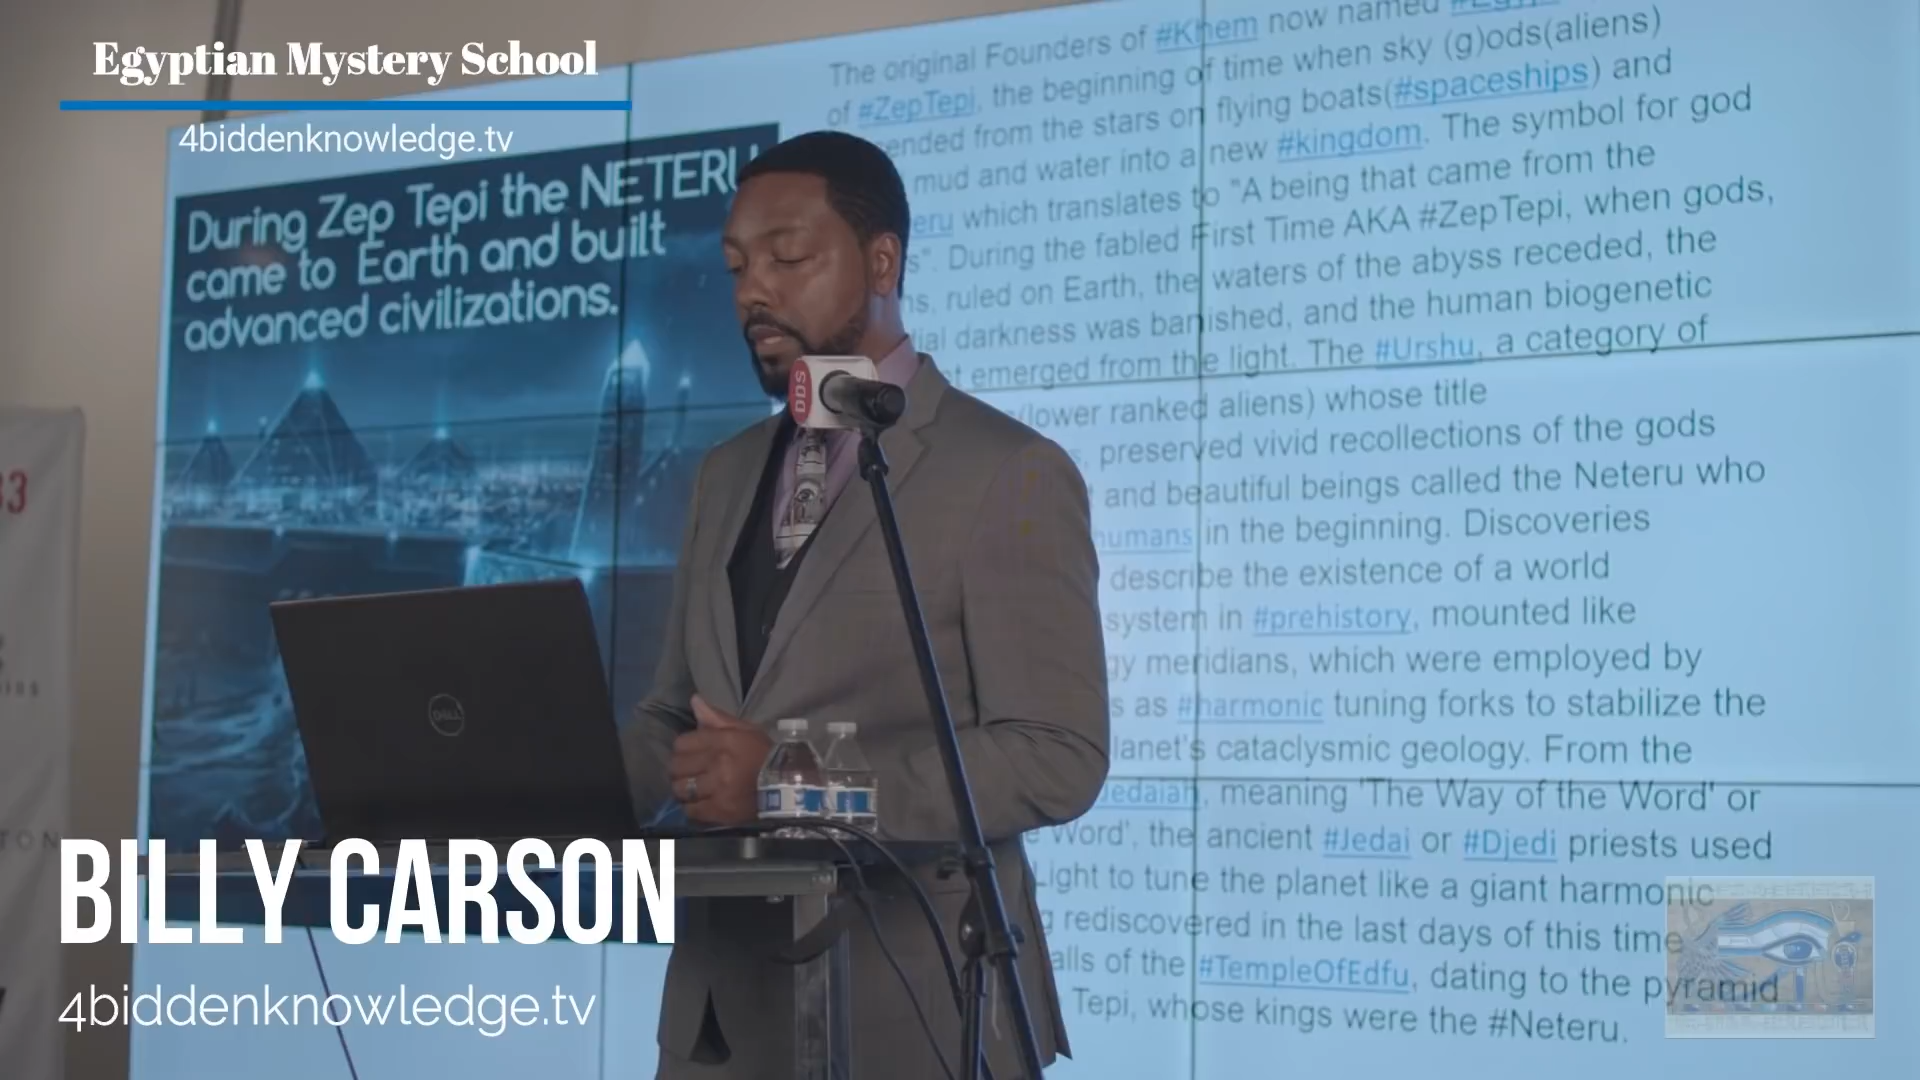 Egyptian Mystery School
4biddenknowledge.tv
During Zep Tepi the NETERU
came to Earth and built
advanced civilizations.
The original Founders of #Khem now named
of #ZepTepi, the beginning of time when sky (g)ods(aliens)
from the stars on flying boats(#spaceships) and
mud and water into a new #kingdom. The symbol for god
which translates to "A being that came from the
During the fabled First Time AKA #ZepTepi, when gods,
ruled on Earth, the waters of the abyss receded, the
darkness was banished, and the human biogenetic
emerged from the light. The #Urshu, a category of
(lower ranked aliens) whose title
preserved vivid recollections of the gods
and beautiful beings called the Neteru who
humans in the beginning. Discoveries
describe the existence of a world
system in #prehistory, mounted like
meridians, which were employed by
as #harmonic tuning forks to stabilize the
cataclysmic geology. From the
meaning 'The Way of the Word' or
Word', the ancient #Jedai or #Djedi priests used
Light to tune the planet like a giant harmonic
rediscovered in the last days of this time
of the #TempleOfEdfu, dating to the pyramid
Tepi, whose kings were the #Neteru.
DDS
DELL
BILLY CARSON
4biddenknowledge.tv